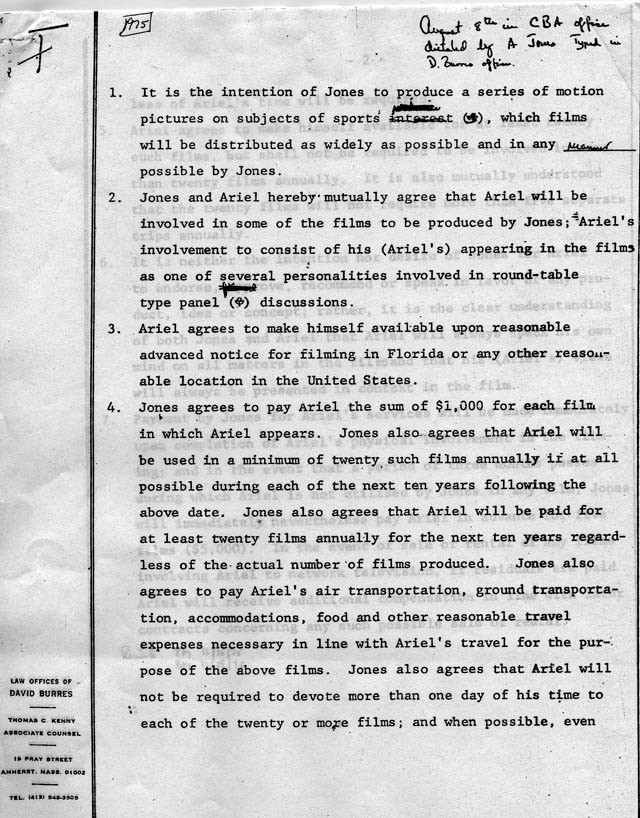 1975
August 8th in CBA office
dictated by A Jones Typed in
D. Burres office.
1. It is the intention of Jones to produce a series of motion
pictures on subjects of sports interest (s), which films
will be distributed as widely as possible and in any manner
possible by Jones.
2. Jones and Ariel hereby mutually agree that Ariel will be
involved in some of the films to be produced by Jones; Ariel's
involvement to consist of his (Ariel's) appearing in the films
as one of several personalities involved in round-table
type panel discussions.
3. Ariel agrees to make himself available upon reasonable
advanced notice for filming in Florida or any other reason-
able location in the United States.
4. Jones agrees to pay Ariel the sum of $1,000 for each film
in which Ariel appears. Jones also agrees that Ariel will
be used in a minimum of twenty such films annually if at all
possible during each of the next ten years following the
above date. Jones also agrees that Ariel will be paid for
at least twenty films annually for the next ten years regard-
less of the actual number of films produced. Jones also
agrees to pay Ariel's air transportation, ground transporta-
tion, accommodations, food and other reasonable travel
expenses necessary in line with Ariel's travel for the pur-
pose of the above films. Jones also agrees that Ariel will
not be required to devote more than one day of his time to
each of the twenty or more films; and when possible, even
LAW OFFICES OF
DAVID BURRES
THOMAS C. KENNY
ASSOCIATE COUNSEL
19 PRAY STREET
AMHERST, MASS. 01002
TEL. (413) 549-3505